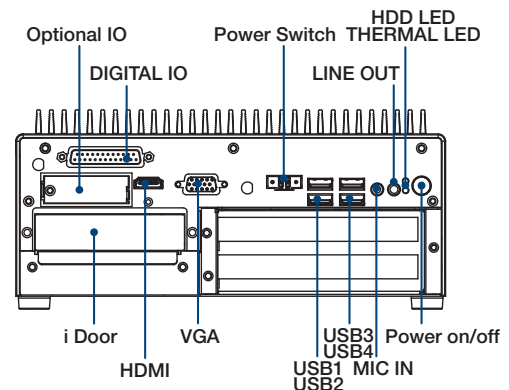 HDD LED
Optional IO
Power Switch
THERMAL LED
DIGITAL IO
LINE OUT
i Door
VGA
USB3
Power on/off
USB4
HDMI
USB1
MIC IN
USB2